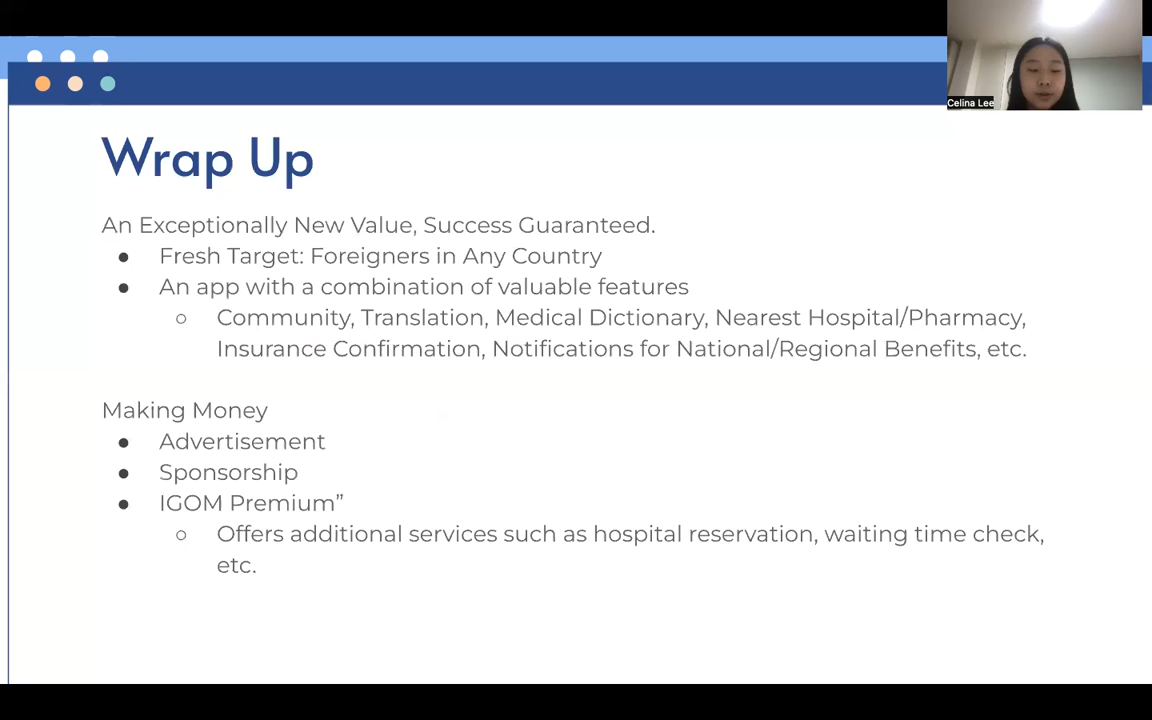 Celina Lee
Wrap Up
An Exceptionally New Value, Success Guaranteed.
● Fresh Target: Foreigners in Any Country
● An app with a combination of valuable features
○ Community, Translation, Medical Dictionary, Nearest Hospital/Pharmacy,
Insurance Confirmation, Notifications for National/Regional Benefits, etc.
Making Money
● Advertisement
● Sponsorship
● IGOM Premium”
○ Offers additional services such as hospital reservation, waiting time check,
etc.